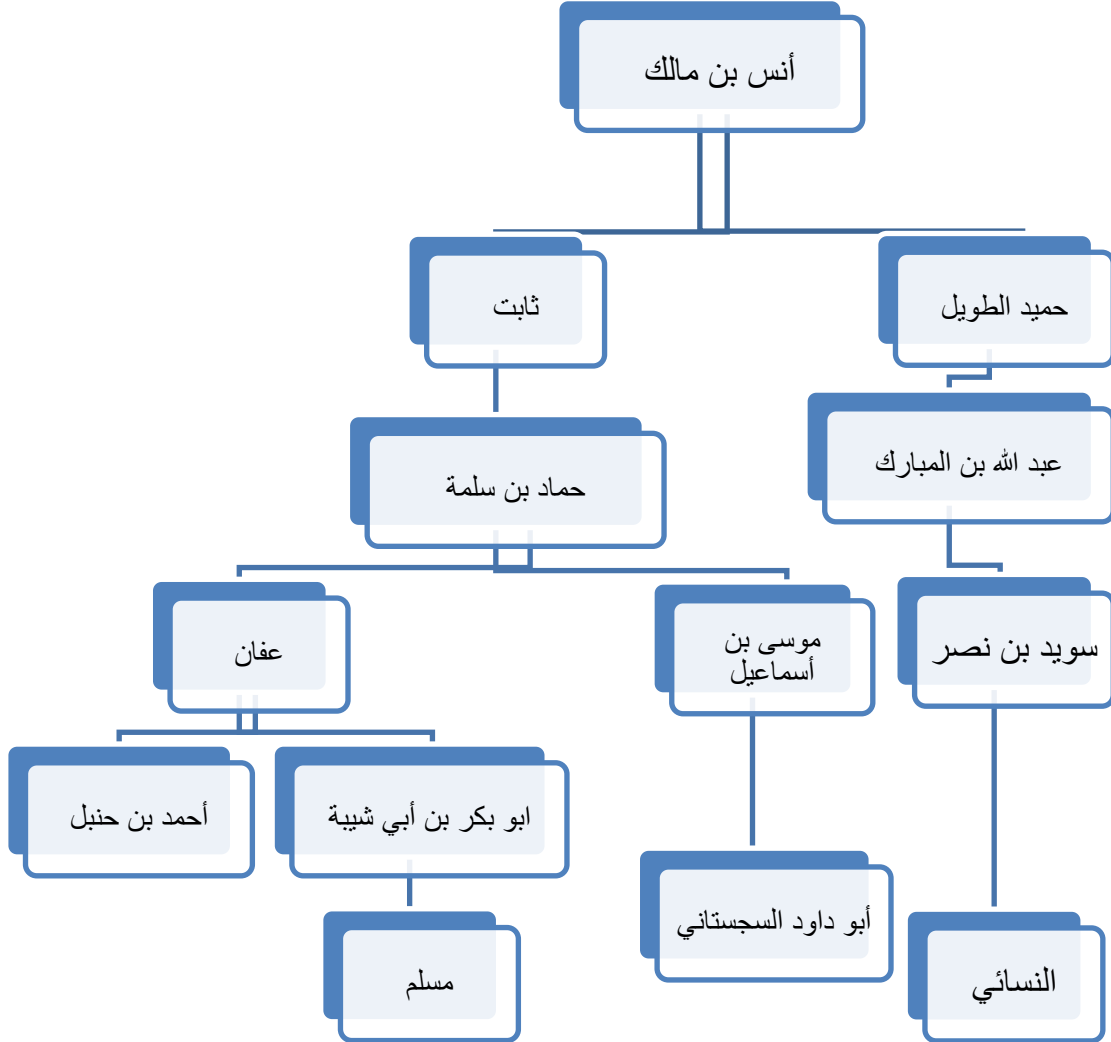 أنس بن مالك
حميد الطويل
ثابت
عبد الله بن المبارك
حماد بن سلمة
سويد بن نصر
موسى بن
أسماعيل
عفان
ابو بكر بن أبي شيبة
أحمد بن حنبل
أبو داود السجستاني
النسائي
مسلم